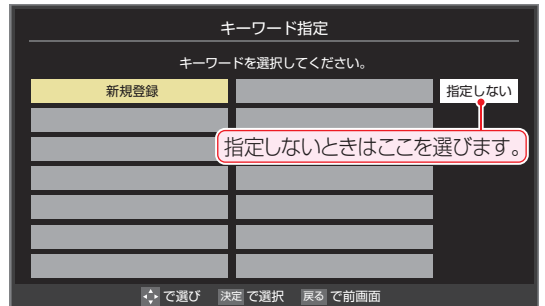 キーワード指定
キーワードを選択してください。
新規登録
指定しない
指定しないときはここを選びます。
で選び 決定 で選択 戻る で前画面